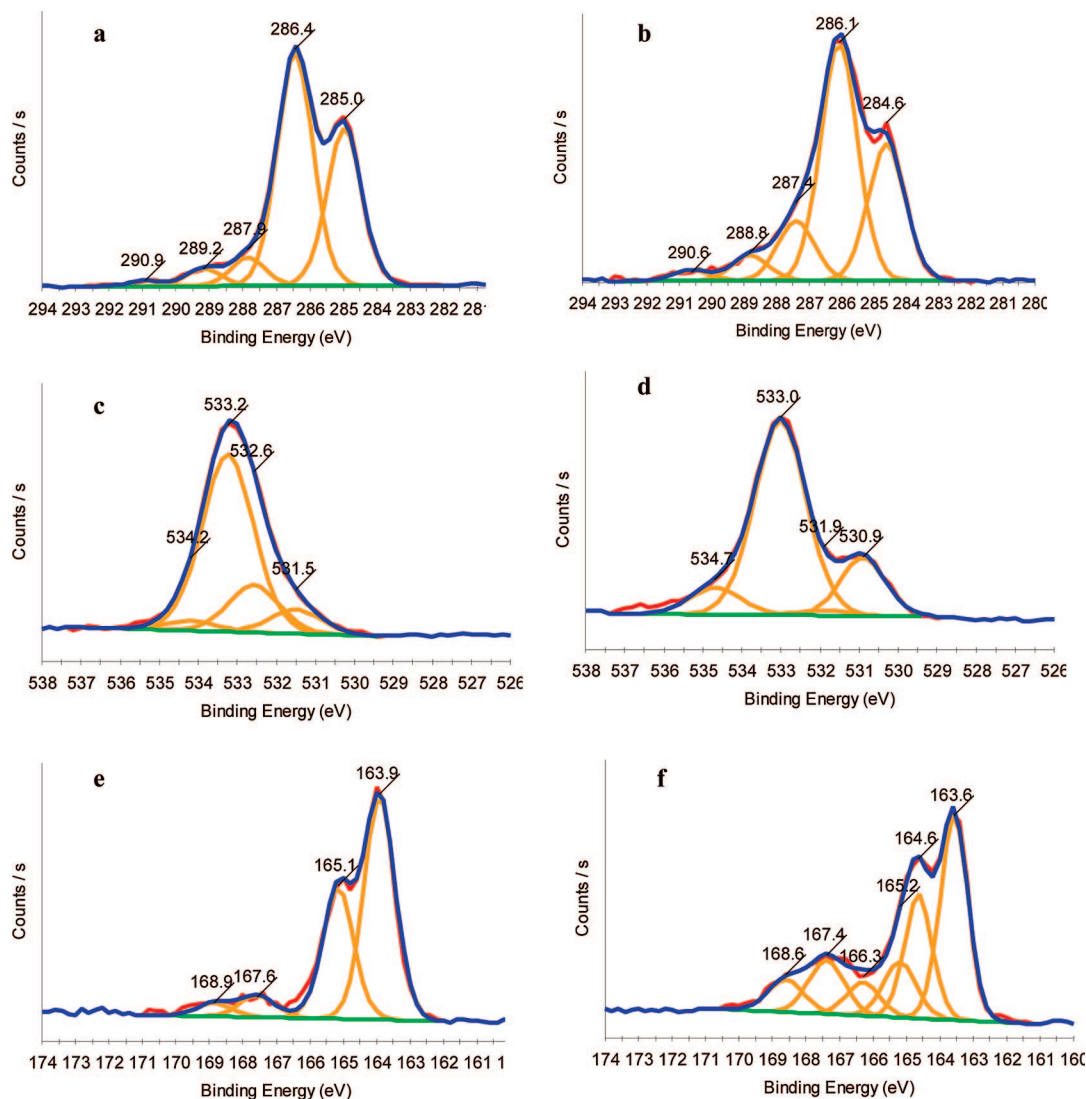 a
286.4
285.0
287.9
289.2
290.9
Counts / s
294 293 292 291 290 289 288 287 286 285 284 283 282 281
Binding Energy (eV)
b
286.1
284.6
287.4
288.8
290.6
Counts / s
294 293 292 291 290 289 288 287 286 285 284 283 282 281 280
Binding Energy (eV)
c
533.2
532.6
534.2
531.5
Counts / s
538 537 536 535 534 533 532 531 530 529 528 527 526
Binding Energy (eV)
d
533.0
531.9
530.9
534.7
Counts / s
538 537 536 535 534 533 532 531 530 529 528 527 526
Binding Energy (eV)
e
163.9
165.1
167.6
168.9
Counts / s
174 173 172 171 170 169 168 167 166 165 164 163 162 161 1
Binding Energy (eV)
f
163.6
164.6
165.2
167.4
166.3
168.6
Counts / s
174 173 172 171 170 169 168 167 166 165 164 163 162 161 160
Binding Energy (eV)